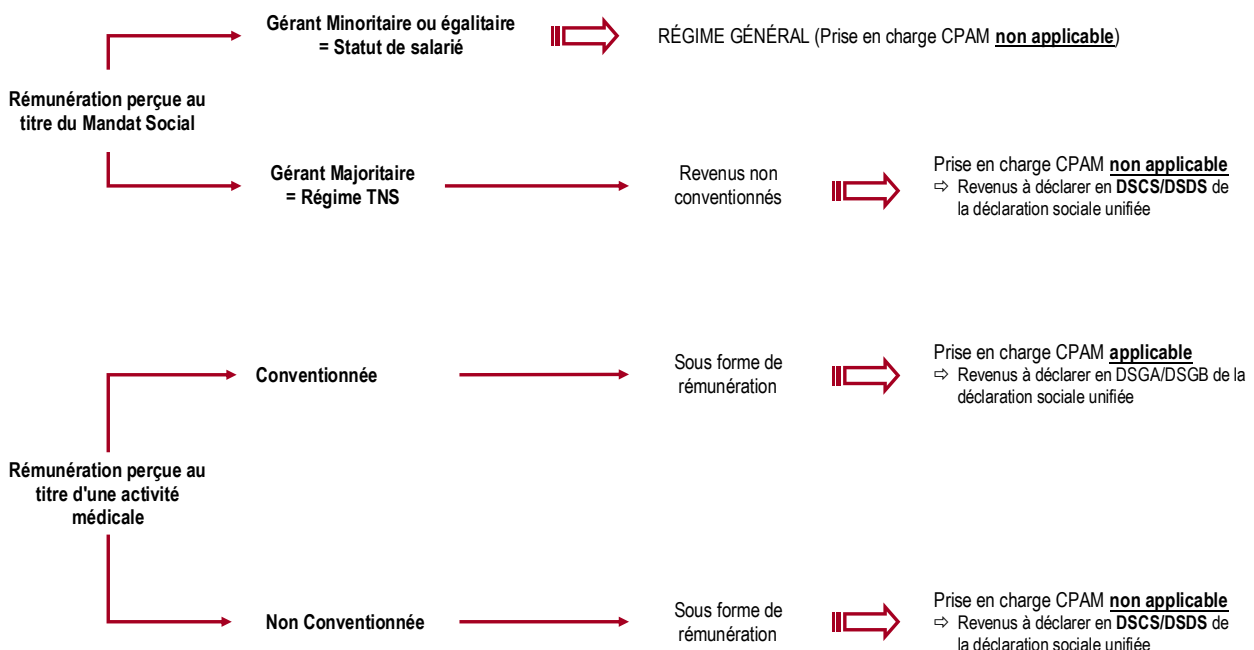 Gérant Minoritaire ou égalitaire
= Statut de salarié
RÉGIME GÉNÉRAL (Prise en charge CPAM non applicable)
Rémunération perçue au
titre du Mandat Social
Gérant Majoritaire
= Régime TNS
Revenus non
conventionnés
Prise en charge CPAM non applicable
⇨ Revenus à déclarer en DSCS/DSDS de
la déclaration sociale unifiée
Conventionnée
Sous forme de
rémunération
Prise en charge CPAM applicable
⇨ Revenus à déclarer en DSGA/DSGB de la
déclaration sociale unifiée
Rémunération perçue au
titre d'une activité
médicale
Non Conventionnée
Sous forme de
rémunération
Prise en charge CPAM non applicable
⇨ Revenus à déclarer en DSCS/DSDS de
la déclaration sociale unifiée